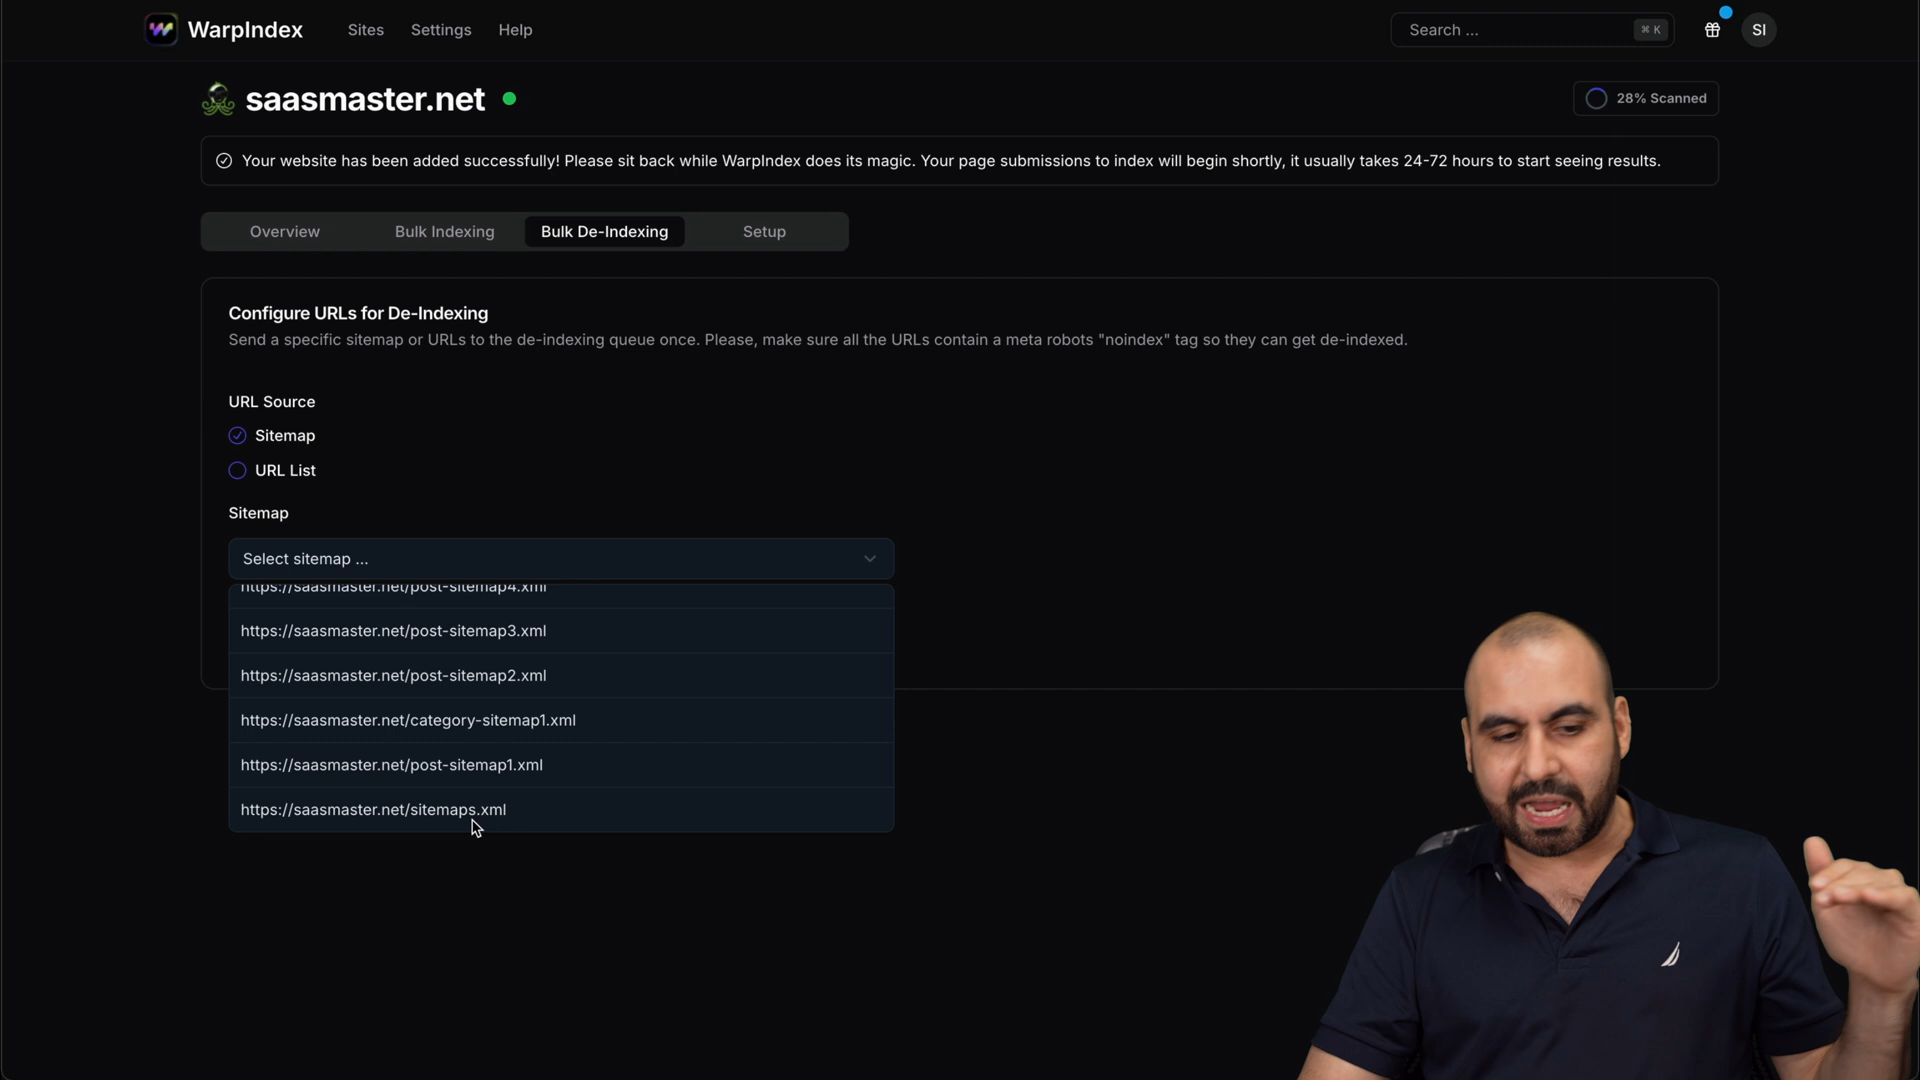 WarpIndex
Sites
Settings
Help
Search ...
⌘ K
SI
saasmaster.net
28% Scanned
Your website has been added successfully! Please sit back while WarpIndex does its magic. Your page submissions to index will begin shortly, it usually takes 24-72 hours to start seeing results.
Overview
Bulk Indexing
Bulk De-Indexing
Setup
Configure URLs for De-Indexing
Send a specific sitemap or URLs to the de-indexing queue once. Please, make sure all the URLs contain a meta robots "noindex" tag so they can get de-indexed.
URL Source
Sitemap
URL List
Sitemap
Select sitemap ...
https://saasmaster.net/post-sitemap4.xml
https://saasmaster.net/post-sitemap3.xml
https://saasmaster.net/post-sitemap2.xml
https://saasmaster.net/category-sitemap1.xml
https://saasmaster.net/post-sitemap1.xml
https://saasmaster.net/sitemaps.xml